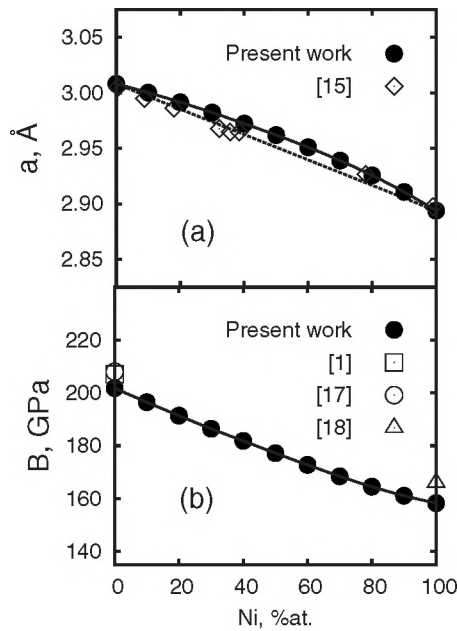 3.05
3.00
2.95
2.90
2.85
a, Å
Present work
[15]
(a)
220
200
180
160
140
B, GPa
Present work
[1]
[17]
[18]
(b)
0 20 40 60 80 100
Ni, %at.